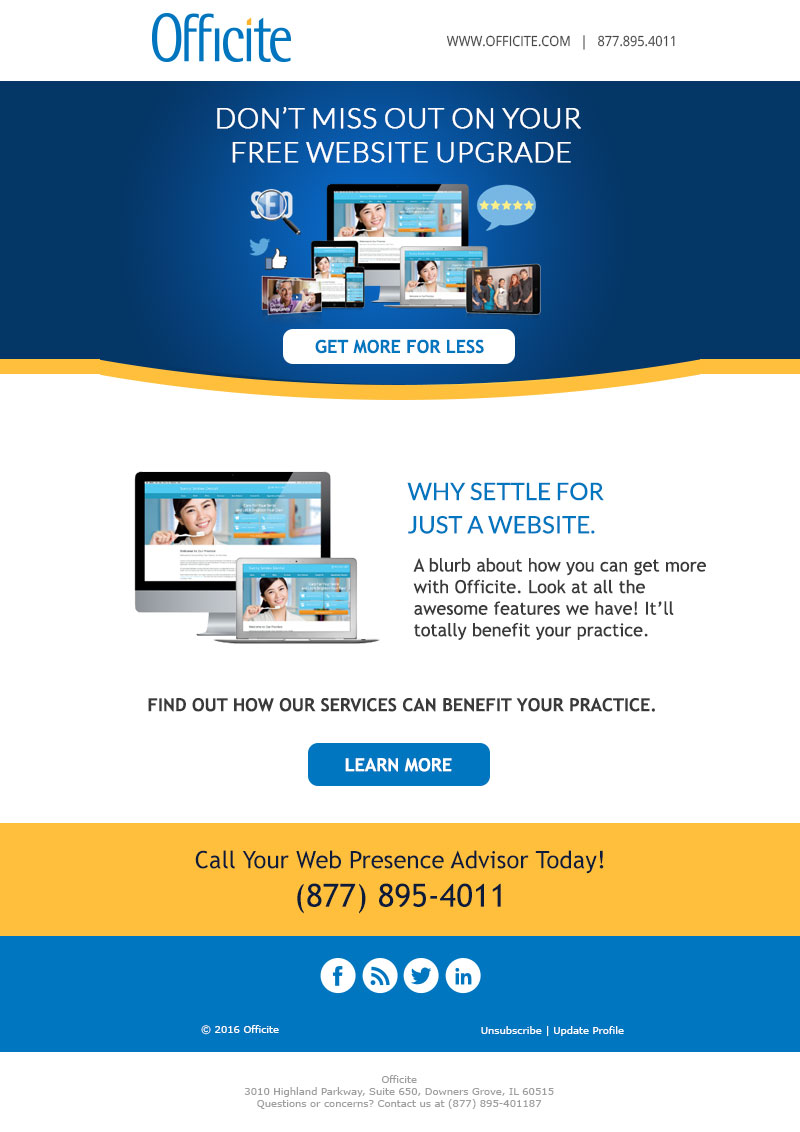 Officite
WWW.OFFICITE.COM | 877.895.4011
DON'T MISS OUT ON YOUR
FREE WEBSITE UPGRADE
SEO
GET MORE FOR LESS
WHY SETTLE FOR
JUST A WEBSITE.
A blurb about how you can get more
with Officite. Look at all the
awesome features we have! It'll
totally benefit your practice.
FIND OUT HOW OUR SERVICES CAN BENEFIT YOUR PRACTICE.
LEARN MORE
Call Your Web Presence Advisor Today!
(877) 895-4011
© 2016 Officite
Unsubscribe | Update Profile
Officite
3010 Highland Parkway, Suite 650, Downers Grove, IL 60515
Questions or concerns? Contact us at (877) 895-401187